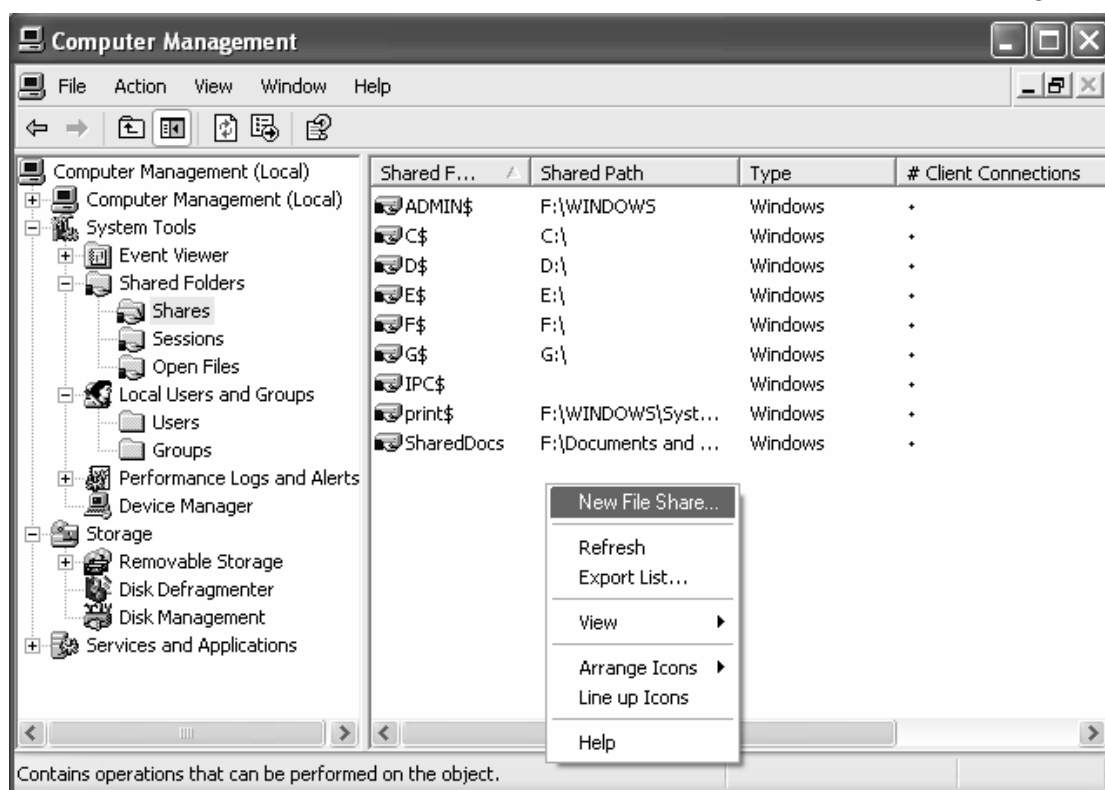 Computer Management
File Action View Window Help
Computer Management (Local)
Computer Management (Local)
System Tools
Event Viewer
Shared Folders
Shares
Sessions
Open Files
Local Users and Groups
Users
Groups
Performance Logs and Alerts
Device Manager
Storage
Removable Storage
Disk Defragmenter
Disk Management
Services and Applications
Shared F... Shared Path Type # Client Connections
ADMIN$ F:\WINDOWS Windows
C$ C:\ Windows
D$ D:\ Windows
E$ E:\ Windows
F$ F:\ Windows
G$ G:\ Windows
IPC$ Windows
print$ F:\WINDOWS\Syst... Windows
SharedDocs F:\Documents and ... Windows
New File Share...
Refresh
Export List...
View
Arrange Icons
Line up Icons
Help
Contains operations that can be performed on the object.